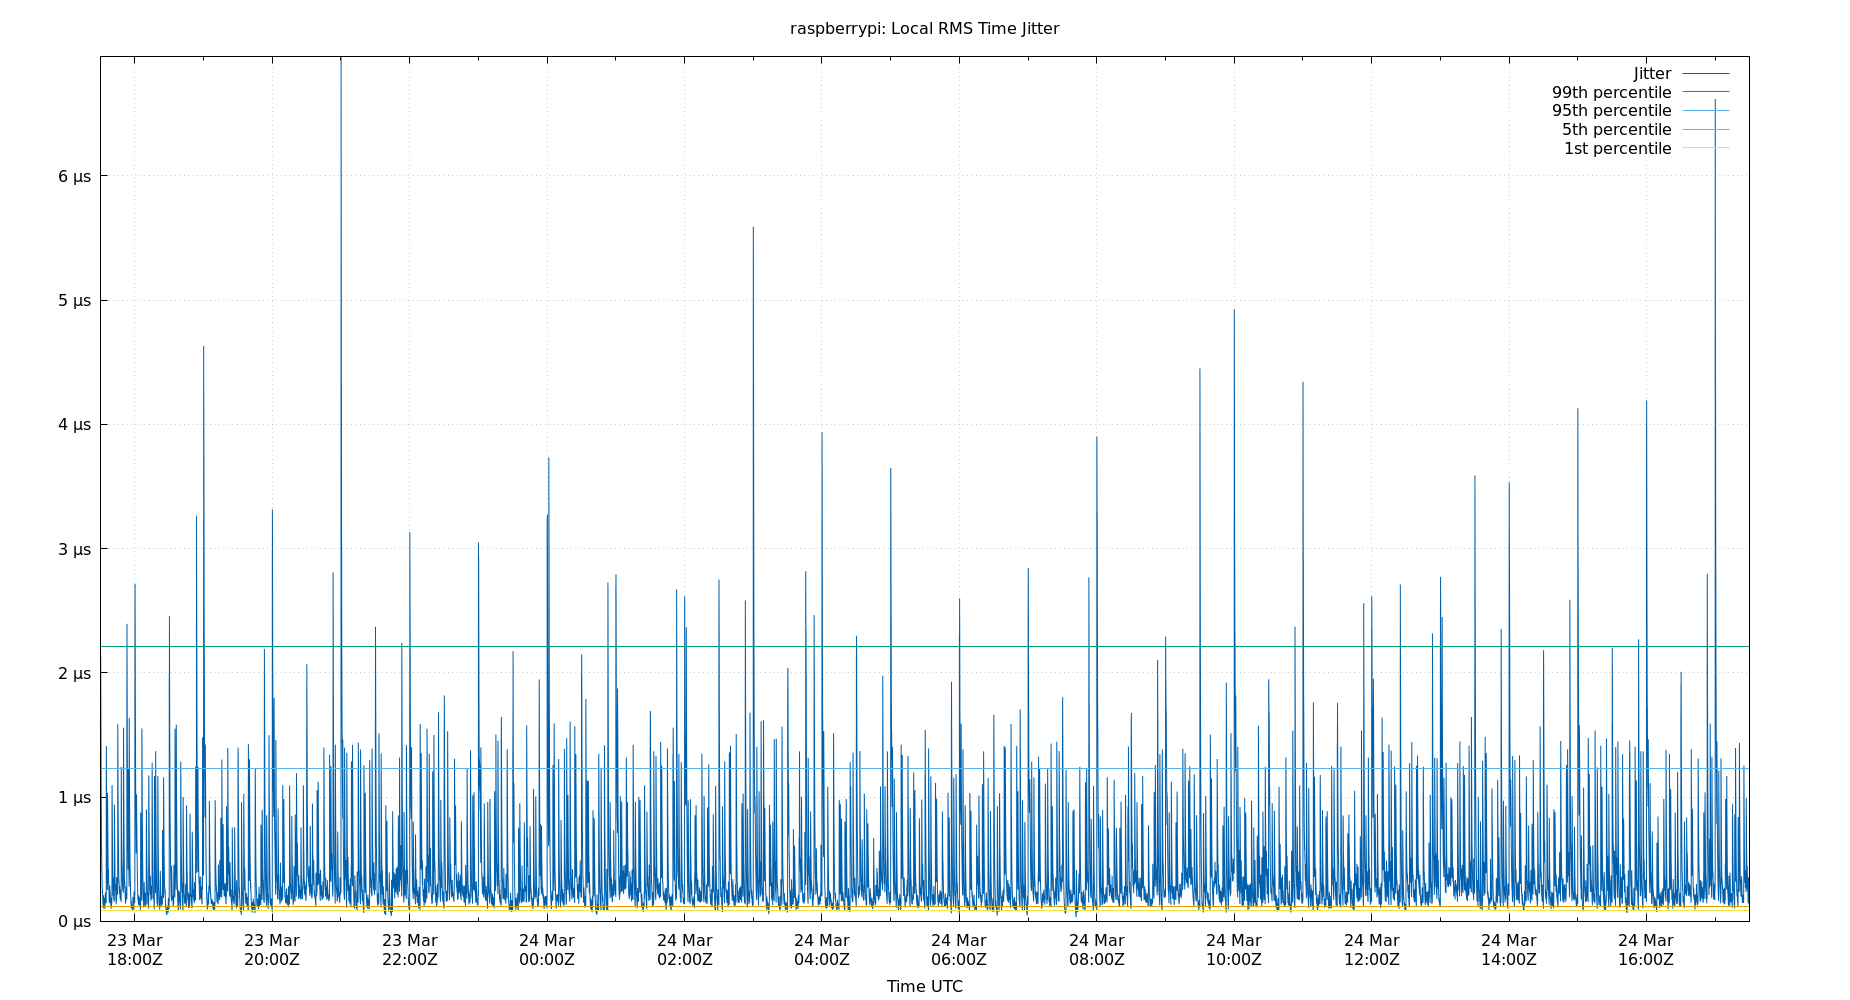 raspberrypi: Local RMS Time Jitter
Jitter
99th percentile
95th percentile
5th percentile
1st percentile
6 µs
5 µs
4 µs
3 µs
2 µs
1 µs
0 µs
23 Mar 23 Mar 23 Mar 24 Mar 24 Mar 24 Mar 24 Mar 24 Mar 24 Mar 24 Mar 24 Mar 24 Mar
18:00Z 20:00Z 22:00Z 00:00Z 02:00Z 04:00Z 06:00Z 08:00Z 10:00Z 12:00Z 14:00Z 16:00Z
Time UTC